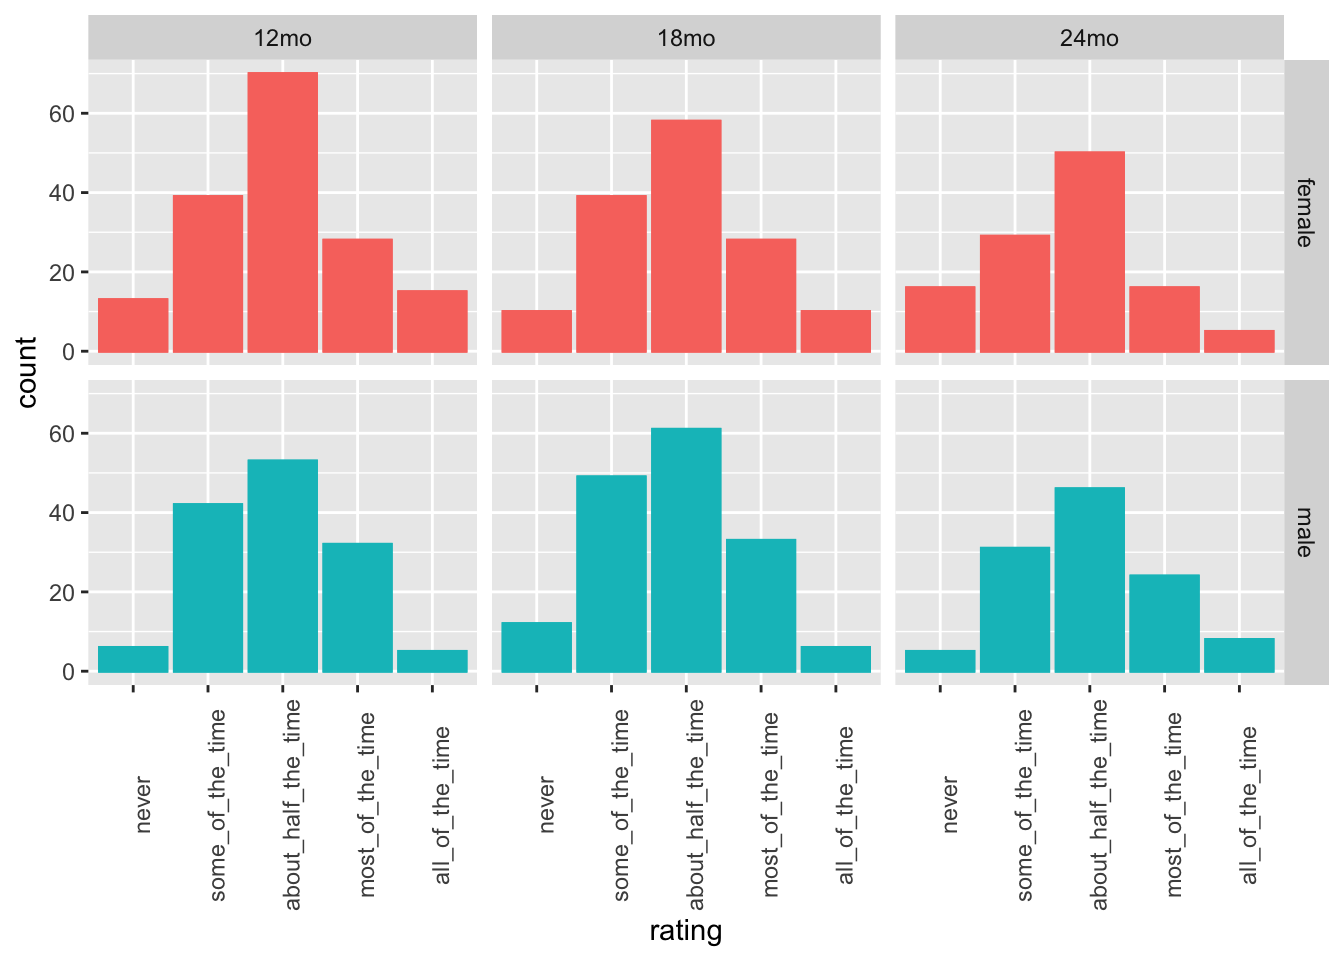 12mo 18mo 24mo
60
40
20
0
female
count
60
40
20
0
male
never some_of_the_time about_half_the_time most_of_the_time all_of_the_time never some_of_the_time about_half_the_time most_of_the_time all_of_the_time never some_of_the_time about_half_the_time most_of_the_time all_of_the_time
rating